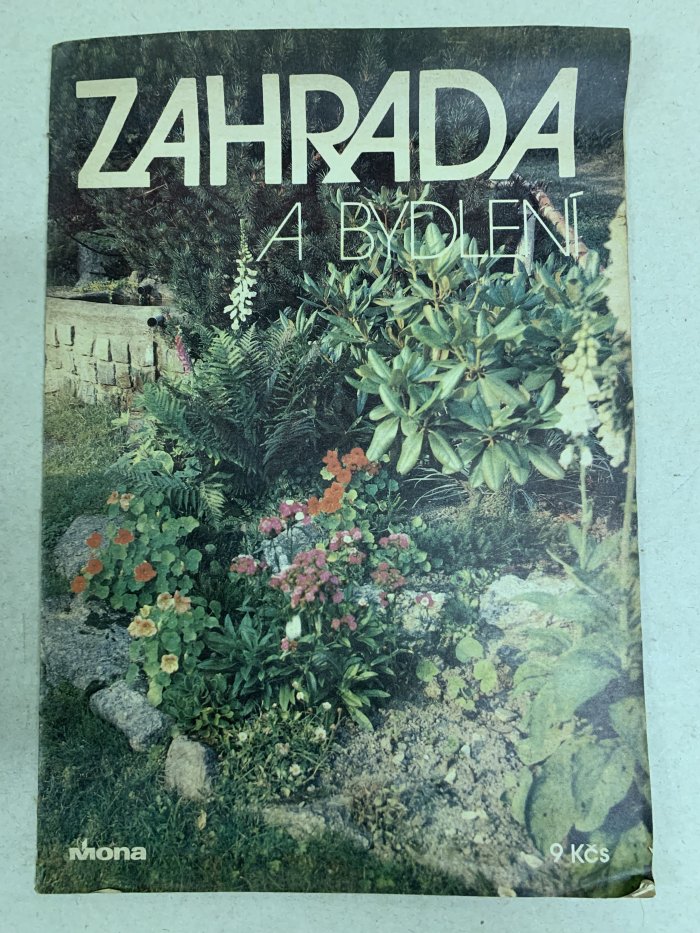 ZAHRADA
A BYDLENÍ
mona
9 Kčs